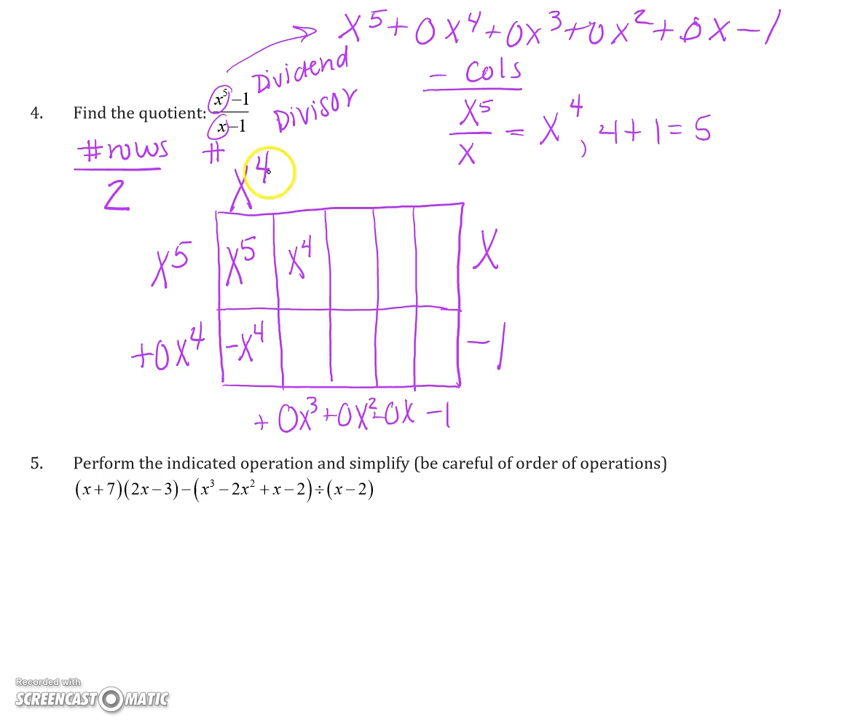 x⁵+0x⁴+0x³+0x²+0x-1
4. Find the quotient: x⁵-1 / x-1
Dividend
Divisor
- cols
x⁵/x = x⁴, 4+1=5
#rows #
2
x⁴
x⁵ x⁵ x⁴ x
+0x⁴ -x⁴ -1
+ 0x³+0x²-0x -1
5. Perform the indicated operation and simplify (be careful of order of operations)
(x+7)(2x-3)-(x³-2x²+x-2)÷(x-2)
Recorded with
SCREENCAST-O-MATIC